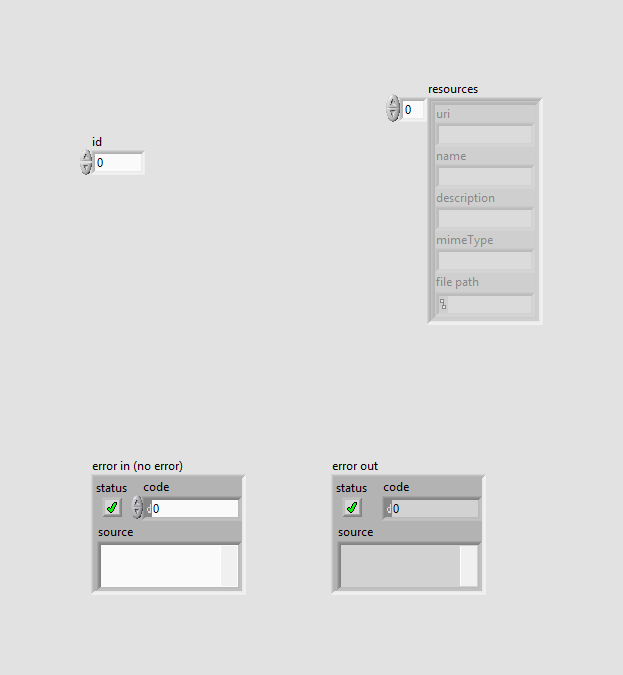 resources
0
uri
id
0
name
description
mimeType
file path
error in (no error)
status
code
d 0
source
error out
status
code
d 0
source